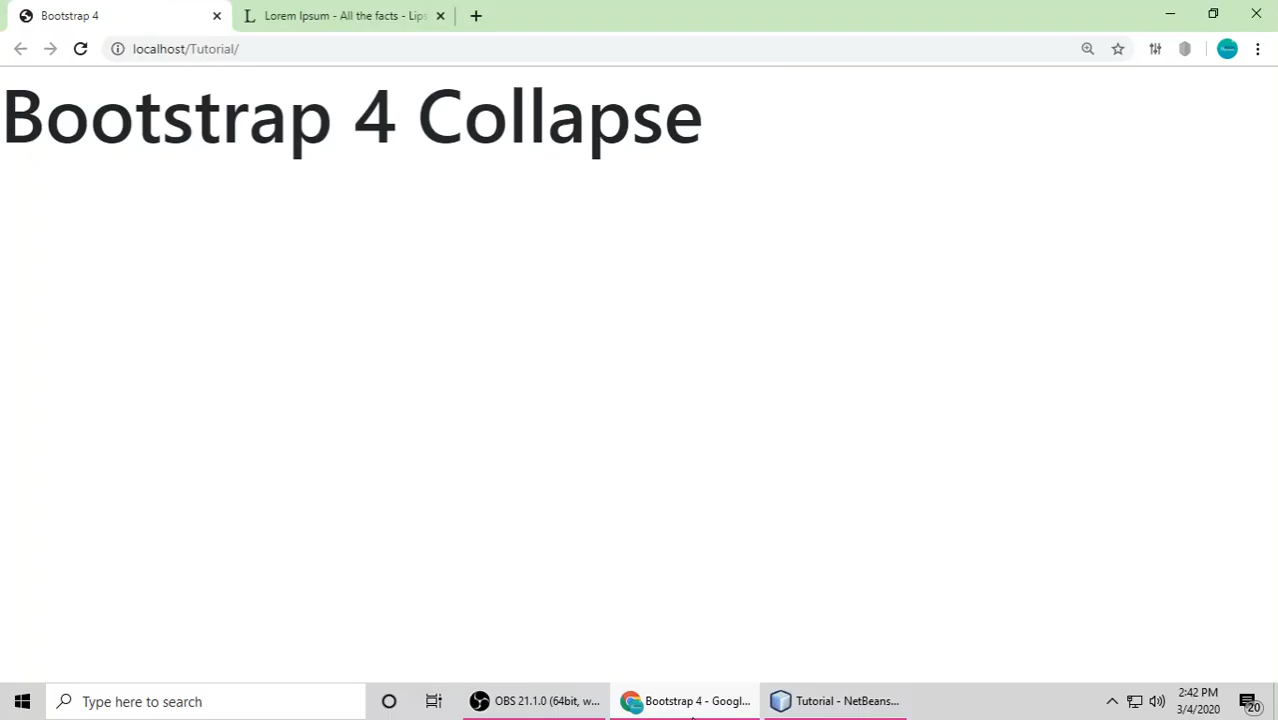 Bootstrap 4
Lorem Ipsum - All the facts - Lips
localhost/Tutorial/
Bootstrap 4 Collapse
Type here to search
OBS 21.1.0 (64bit, w...
Bootstrap 4 - Googl...
Tutorial - NetBeans...
2:42 PM
3/4/2020
20